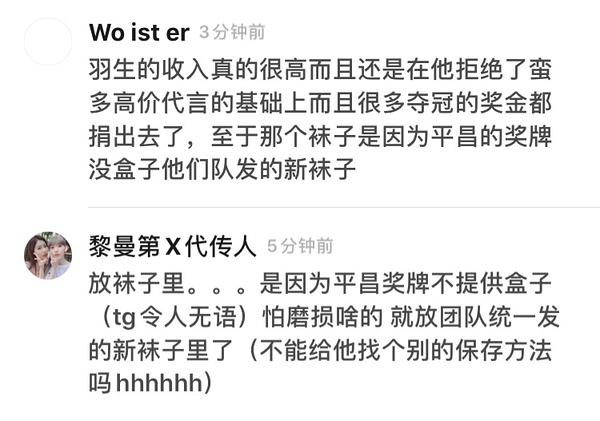 Wo ist er 3分钟前
羽生的收入真的很高而且还是在他拒绝了蛮
多高价代言的基础上而且很多夺冠的奖金都
捐出去了，至于那个袜子是因为平昌的奖牌
没盒子他们队发的新袜子
黎曼第X代传人 5分钟前
放袜子里。。。是因为平昌奖牌不提供盒子
（tg令人无语）怕磨损啥的 就放团队统一发
的新袜子里了（不能给他找个别的保存方法
吗hhhhhh）